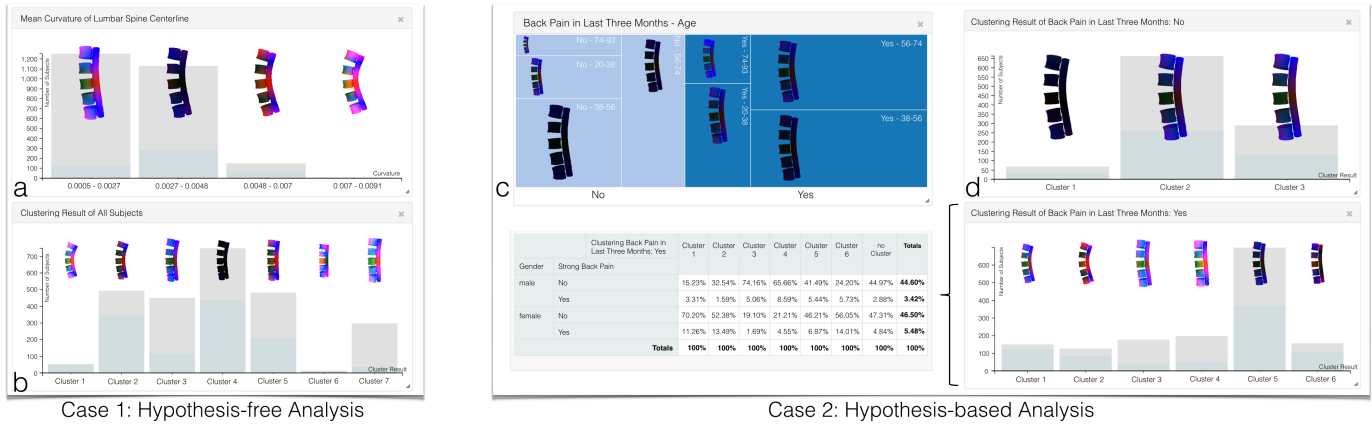 Mean Curvature of Lumbar Spine Centerline ×
Number of Subjects
1,200
1,100
1,000
900
800
700
600
500
400
300
200
100
0
0.0005 - 0.0027 0.0027 - 0.0048 0.0048 - 0.007 0.007 - 0.0091
Curvature
a
Clustering Result of All Subjects ×
Number of Subjects
700
600
500
400
300
200
100
0
Cluster 1 Cluster 2 Cluster 3 Cluster 4 Cluster 5 Cluster 6 Cluster 7
Cluster Result
b
Case 1: Hypothesis-free Analysis
Back Pain in Last Three Months - Age ×
No - 74-93
No - 20-38
No - 38-56
No - 56-74
Yes - 74-93
Yes - 20-38
Yes - 56-74
Yes - 38-56
No Yes
c
Clustering Back Pain in Last Three Months: Yes Cluster 1 Cluster 2 Cluster 3 Cluster 4 Cluster 5 Cluster 6 no Cluster Totals
Gender Strong Back Pain
male No 15.23% 32.54% 74.16% 65.66% 41.49% 24.20% 44.97% 44.60%
Yes 3.31% 1.59% 5.06% 8.59% 5.44% 5.73% 2.88% 3.42%
female No 70.20% 52.38% 19.10% 21.21% 46.21% 56.05% 47.31% 46.50%
Yes 11.26% 13.49% 1.69% 4.55% 6.87% 14.01% 4.84% 5.48%
Totals 100% 100% 100% 100% 100% 100% 100% 100%
Clustering Result of Back Pain in Last Three Months: No ×
Number of Subjects
650
600
550
500
450
400
350
300
250
200
150
100
50
0
Cluster 1 Cluster 2 Cluster 3
Cluster Result
d
Clustering Result of Back Pain in Last Three Months: Yes ×
Number of Subjects
600
500
400
300
200
100
0
Cluster 1 Cluster 2 Cluster 3 Cluster 4 Cluster 5 Cluster 6
Cluster Result
Case 2: Hypothesis-based Analysis